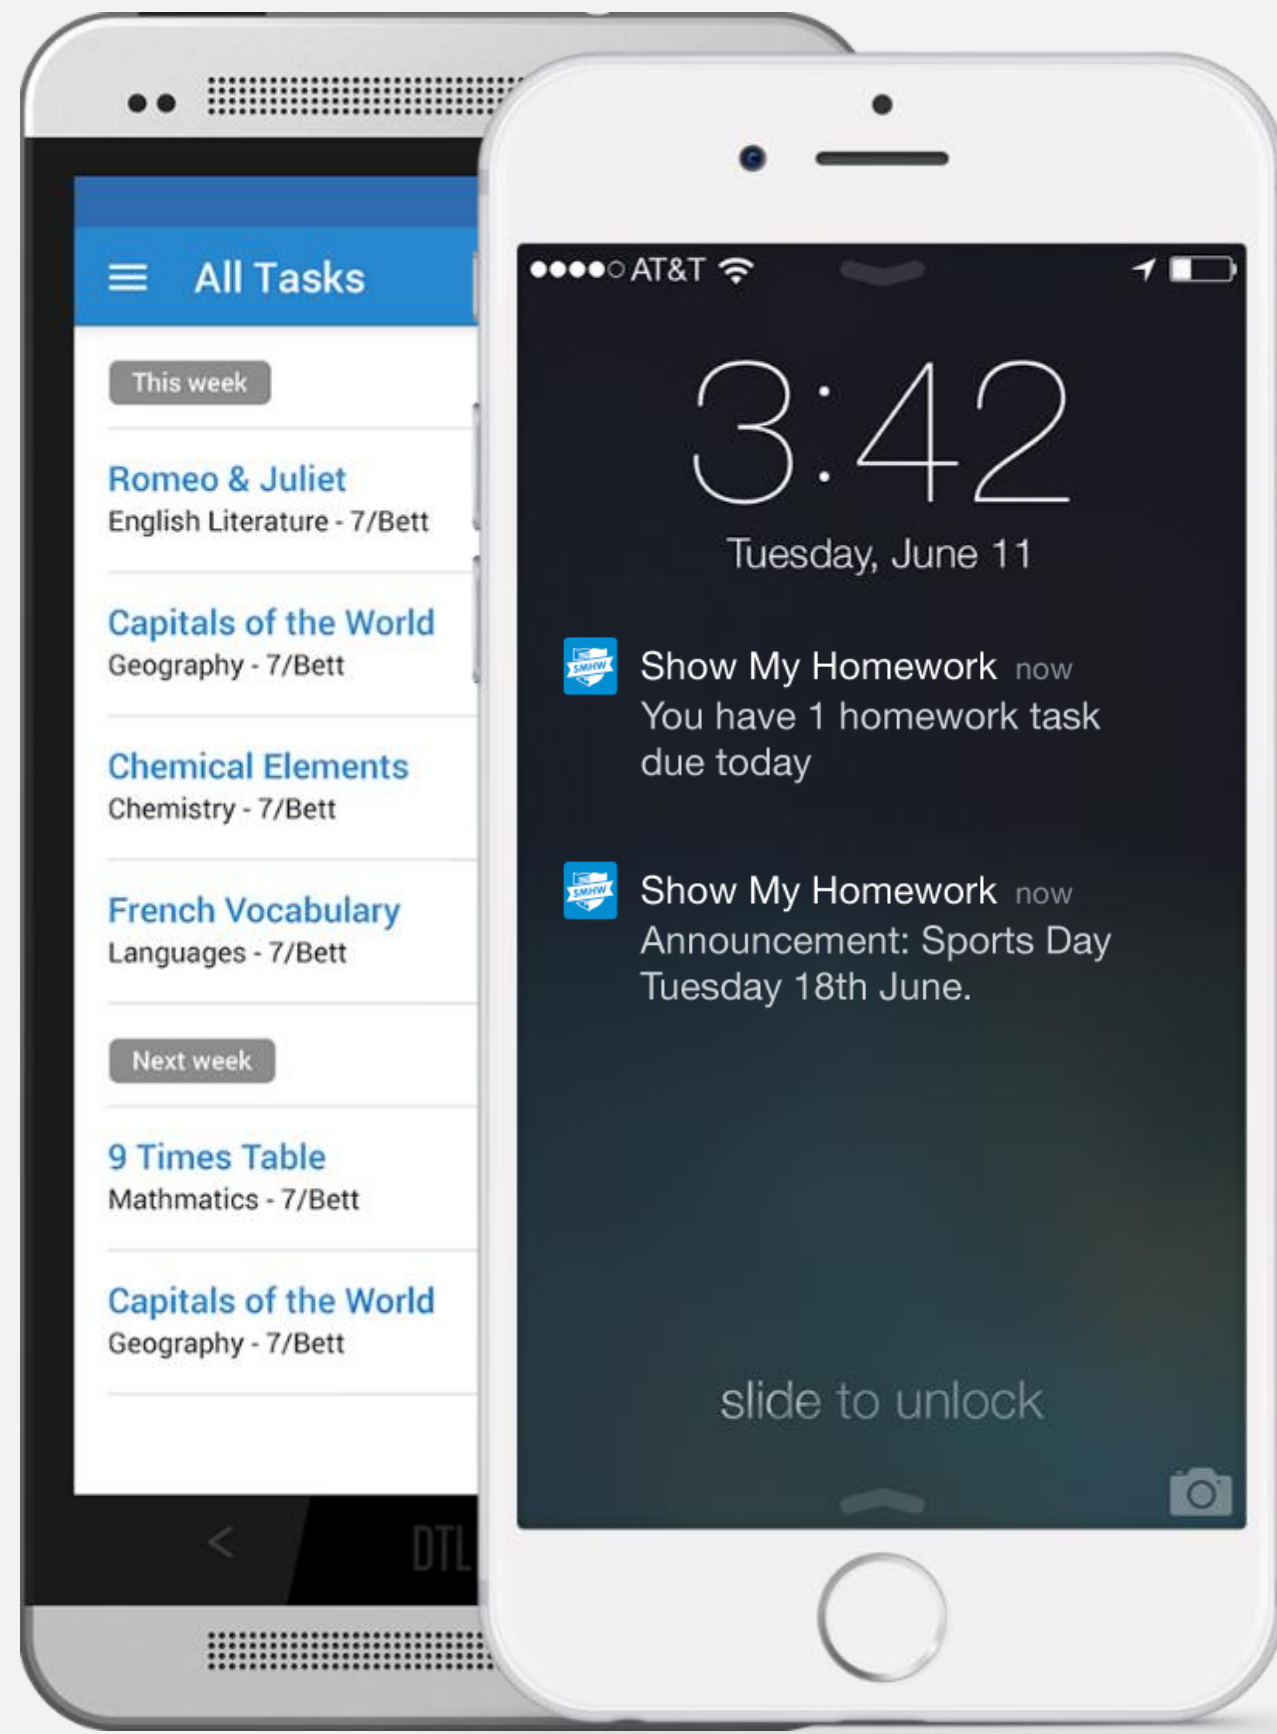 All Tasks
This week
Romeo & Juliet
English Literature - 7/Bett
Capitals of the World
Geography - 7/Bett
Chemical Elements
Chemistry - 7/Bett
French Vocabulary
Languages - 7/Bett
Next week
9 Times Table
Mathmatics - 7/Bett
Capitals of the World
Geography - 7/Bett
DTL
AT&T
3:42
Tuesday, June 11
SMHW
Show My Homework now
You have 1 homework task
due today
SMHW
Show My Homework now
Announcement: Sports Day
Tuesday 18th June.
slide to unlock